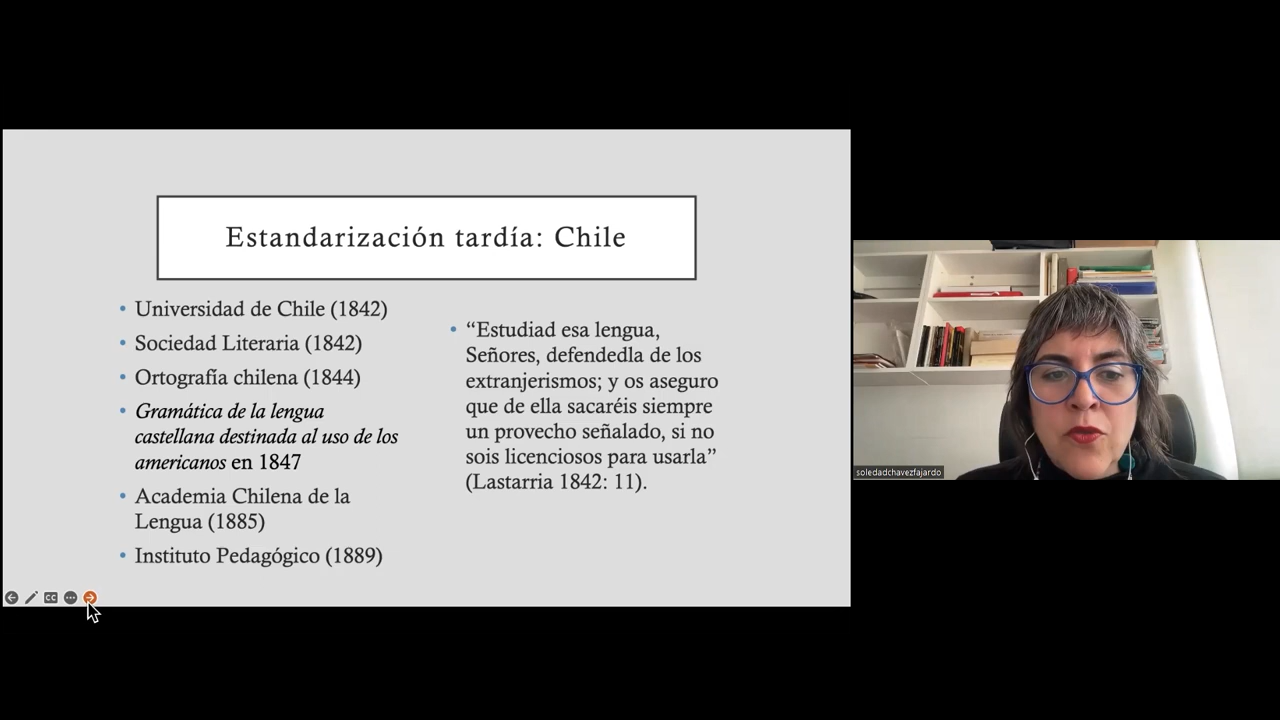 Estandarización tardía: Chile
• Universidad de Chile (1842)
• Sociedad Literaria (1842)
• Ortografía chilena (1844)
• Gramática de la lengua
castellana destinada al uso de los
americanos en 1847
• Academia Chilena de la
Lengua (1885)
• Instituto Pedagógico (1889)
• “Estudiad esa lengua,
Señores, defendedla de los
extranjerismos; y os aseguro
que de ella sacaréis siempre
un provecho señalado, si no
sois licenciosos para usarla”
(Lastarria 1842: 11).
CC
soledadchavezfajardo